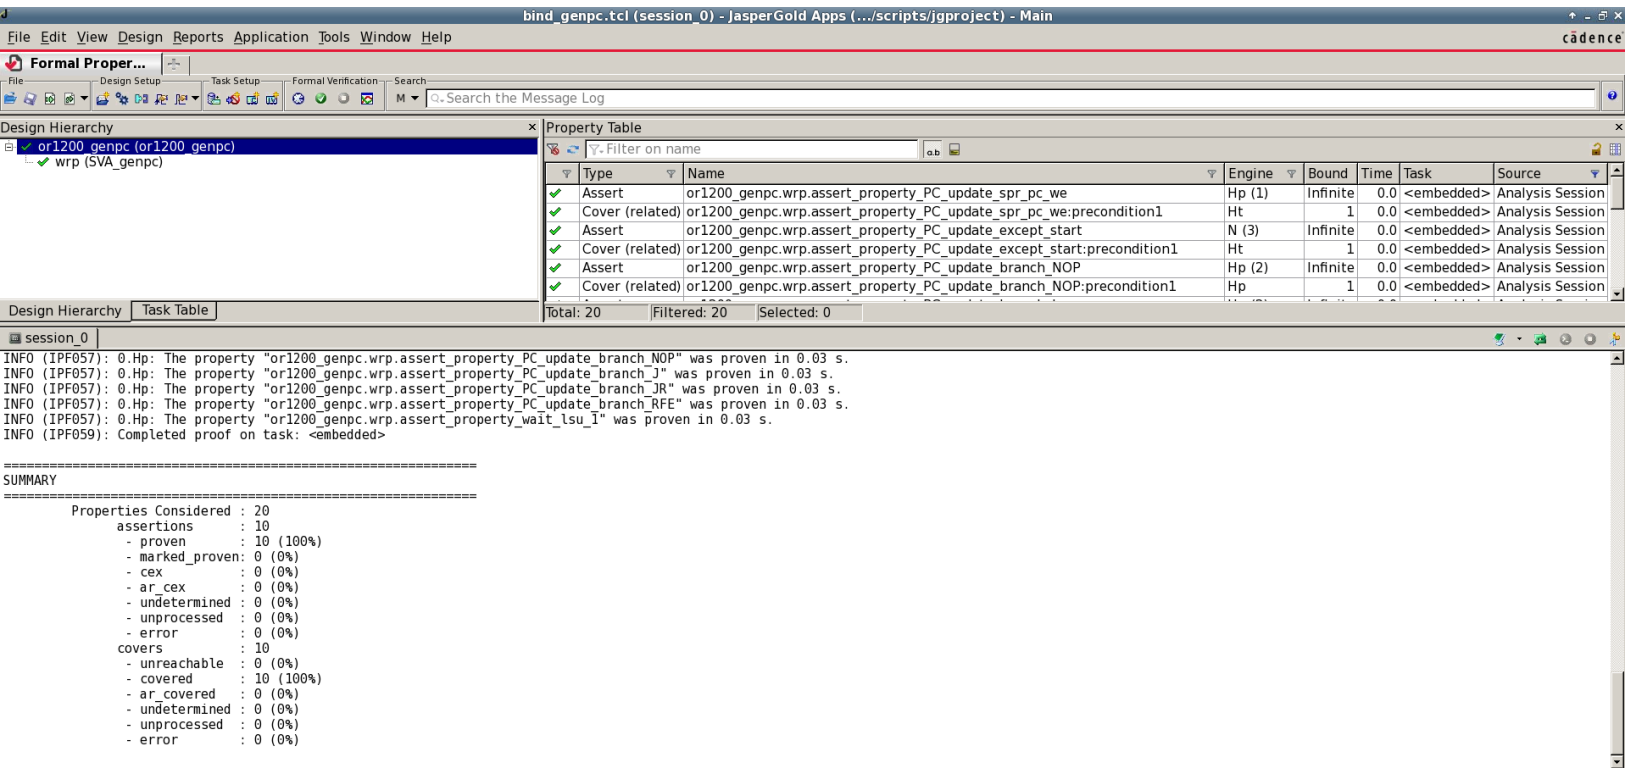 bind_genpc.tcl (session_0) - JasperGold Apps (.../scripts/jgproject) - Main
File Edit View Design Reports Application Tools Window Help
cādence
Formal Proper...
File Design Setup Task Setup Formal Verification Search
M Search the Message Log
Design Hierarchy
or1200_genpc (or1200_genpc)
wrp (SVA_genpc)
Design Hierarchy Task Table
Property Table
Filter on name
a.b
Type Name Engine Bound Time Task Source
Assert or1200_genpc.wrp.assert_property_PC_update_spr_pc_we Hp (1) Infinite 0.0 <embedded> Analysis Session
Cover (related) or1200_genpc.wrp.assert_property_PC_update_spr_pc_we:precondition1 Ht 1 0.0 <embedded> Analysis Session
Assert or1200_genpc.wrp.assert_property_PC_update_except_start N (3) Infinite 0.0 <embedded> Analysis Session
Cover (related) or1200_genpc.wrp.assert_property_PC_update_except_start:precondition1 Ht 1 0.0 <embedded> Analysis Session
Assert or1200_genpc.wrp.assert_property_PC_update_branch_NOP Hp (2) Infinite 0.0 <embedded> Analysis Session
Cover (related) or1200_genpc.wrp.assert_property_PC_update_branch_NOP:precondition1 Hp 1 0.0 <embedded> Analysis Session
Total: 20 Filtered: 20 Selected: 0
session_0
INFO (IPF057): 0.Hp: The property "or1200_genpc.wrp.assert_property_PC_update_branch_NOP" was proven in 0.03 s.
INFO (IPF057): 0.Hp: The property "or1200_genpc.wrp.assert_property_PC_update_branch_J" was proven in 0.03 s.
INFO (IPF057): 0.Hp: The property "or1200_genpc.wrp.assert_property_PC_update_branch_JR" was proven in 0.03 s.
INFO (IPF057): 0.Hp: The property "or1200_genpc.wrp.assert_property_PC_update_branch_RFE" was proven in 0.03 s.
INFO (IPF057): 0.Hp: The property "or1200_genpc.wrp.assert_property_wait_lsu_1" was proven in 0.03 s.
INFO (IPF059): Completed proof on task: <embedded>
==============================================================
SUMMARY
==============================================================
Properties Considered : 20
assertions : 10
- proven : 10 (100%)
- marked_proven: 0 (0%)
- cex : 0 (0%)
- ar_cex : 0 (0%)
- undetermined : 0 (0%)
- unprocessed : 0 (0%)
- error : 0 (0%)
covers : 10
- unreachable : 0 (0%)
- covered : 10 (100%)
- ar_covered : 0 (0%)
- undetermined : 0 (0%)
- unprocessed : 0 (0%)
- error : 0 (0%)